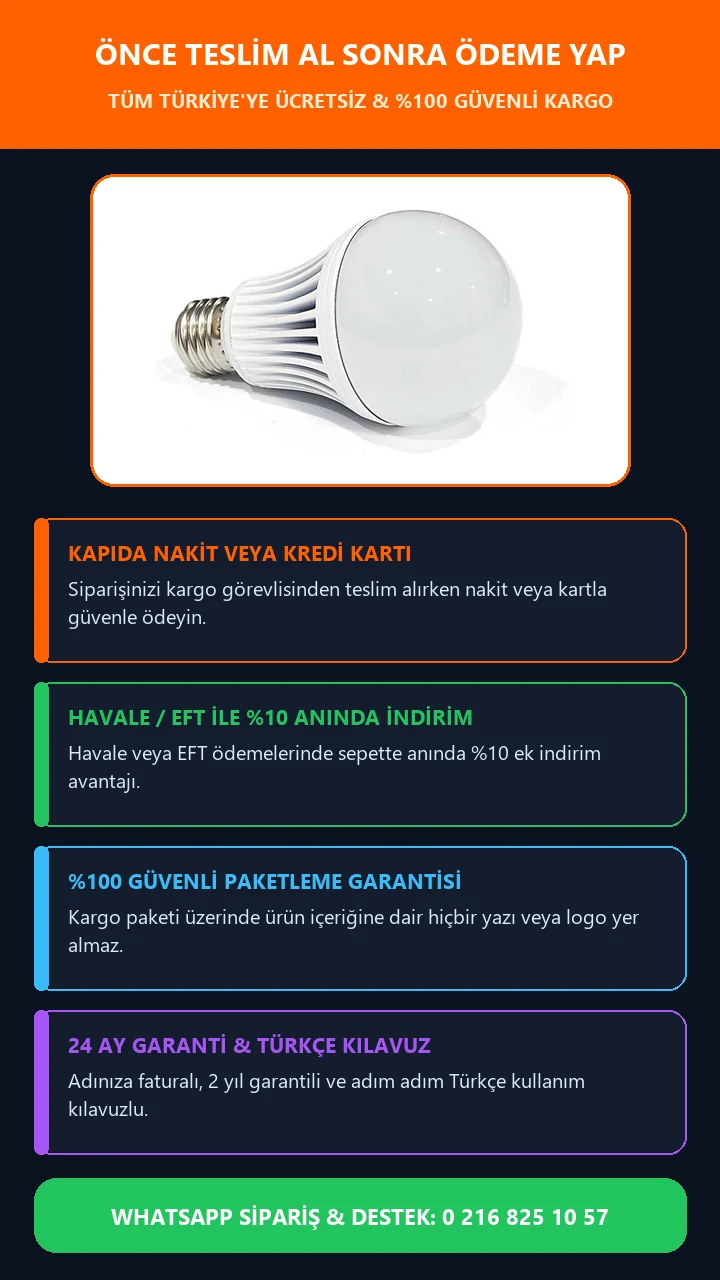 ÖNCE TESLİM AL SONRA ÖDEME YAP
TÜM TÜRKİYE'YE ÜCRETSİZ & %100 GÜVENLİ KARGO
KAPIDA NAKİT VEYA KREDİ KARTI
Siparişinizi kargo görevlisinden teslim alırken nakit veya kartla
güvenle ödeyin.
HAVALE / EFT İLE %10 ANINDA İNDİRİM
Havale veya EFT ödemelerinde sepette anında %10 ek indirim
avantajı.
%100 GÜVENLİ PAKETLEME GARANTİSİ
Kargo paketi üzerinde ürün içeriğine dair hiçbir yazı veya logo yer
almaz.
24 AY GARANTİ & TÜRKÇE KILAVUZ
Adınıza faturalı, 2 yıl garantili ve adım adım Türkçe kullanım
kılavuzlu.
WHATSAPP SİPARİŞ & DESTEK: 0 216 825 10 57